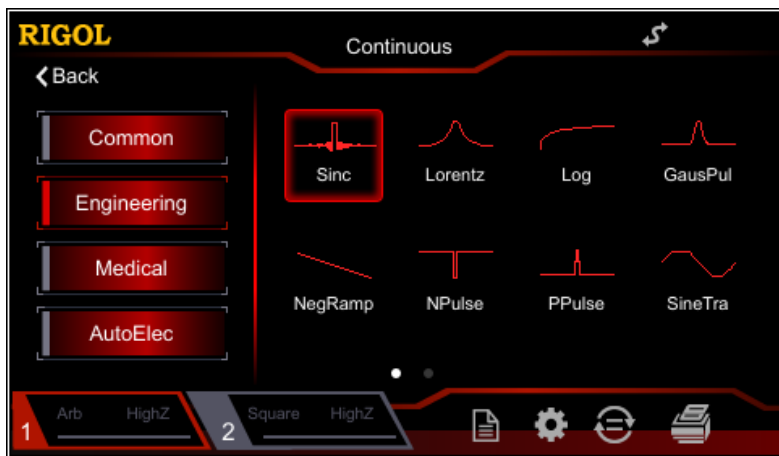 RIGOL
Continuous
Back
Common
Engineering
Medical
AutoElec
Sinc Lorentz Log GausPul
NegRamp NPulse PPulse SineTra
1 Arb HighZ
2 Square HighZ